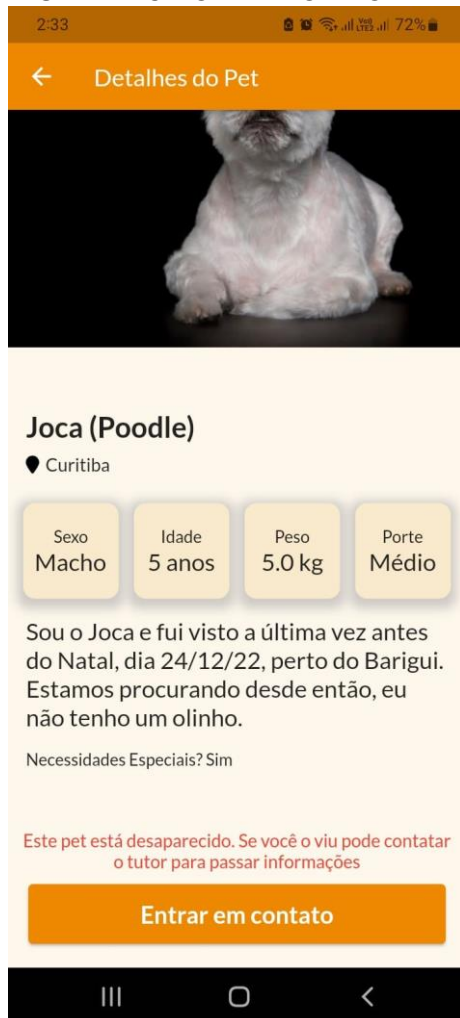 2:33
72%
Detalhes do Pet
Joca (Poodle)
Curitiba
Sexo
Macho
Idade
5 anos
Peso
5.0 kg
Porte
Médio
Sou o Joca e fui visto a última vez antes
do Natal, dia 24/12/22, perto do Barigui.
Estamos procurando desde então, eu
não tenho um olinho.
Necessidades Especiais? Sim
Este pet está desaparecido. Se você o viu pode contatar
o tutor para passar informações
Entrar em contato